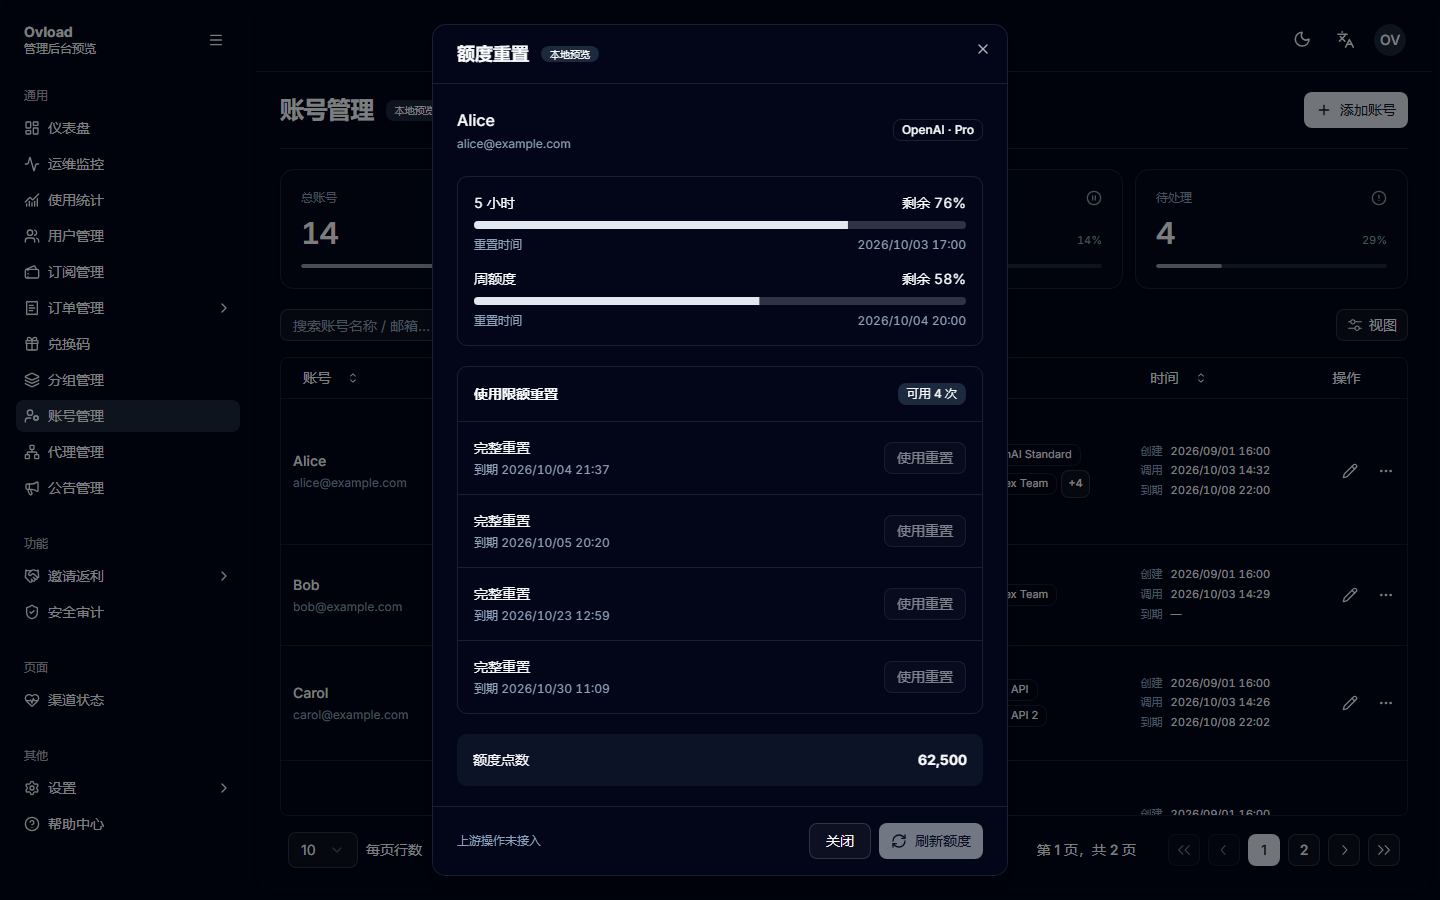 Ovload
管理后台预览
通用
仪表盘
运维监控
使用统计
用户管理
订阅管理
订单管理
兑换码
分组管理
账号管理
代理管理
公告管理
功能
邀请返利
安全审计
页面
渠道状态
其他
设置
帮助中心
OV
账号管理
本地预览
添加账号
总账号
14
14%
待处理
4
29%
搜索账号名称 / 邮箱...
视图
账号
时间
操作
Alice
alice@example.com
nAI Standard
ex Team
+4
创建 2026/09/01 16:00
调用 2026/10/03 14:32
到期 2026/10/08 22:00
Bob
bob@example.com
ex Team
创建 2026/09/01 16:00
调用 2026/10/03 14:29
到期 —
Carol
carol@example.com
API
API 2
创建 2026/09/01 16:00
调用 2026/10/03 14:26
到期 2026/10/08 22:02
创建 2026/09/01 16:00
10
每页行数
第 1 页，共 2 页
1
2
额度重置
本地预览
Alice
alice@example.com
OpenAI · Pro
5 小时
剩余 76%
重置时间
2026/10/03 17:00
周额度
剩余 58%
重置时间
2026/10/04 20:00
使用限额重置
可用 4 次
完整重置
到期 2026/10/04 21:37
使用重置
完整重置
到期 2026/10/05 20:20
使用重置
完整重置
到期 2026/10/23 12:59
使用重置
完整重置
到期 2026/10/30 11:09
使用重置
额度点数
62,500
上游操作未接入
关闭
刷新额度